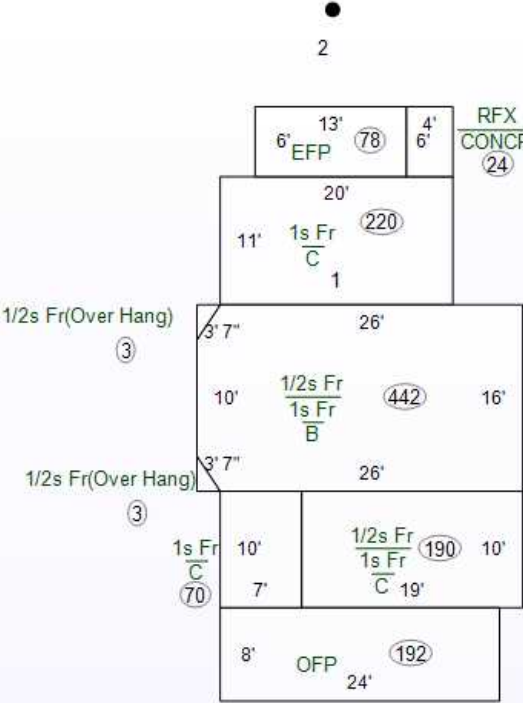 2
13'
6'
EFP
78
4'
6'
RFX
CONCR
24
20'
220
11'
1s Fr
C
1
1/2s Fr(Over Hang)
3
3' 7"
26'
10'
1/2s Fr
1s Fr
B
442
16'
3' 7"
26'
1/2s Fr(Over Hang)
3
1s Fr
C
70
10'
7'
1/2s Fr
1s Fr
C
190
10'
19'
8'
OFP
192
24'